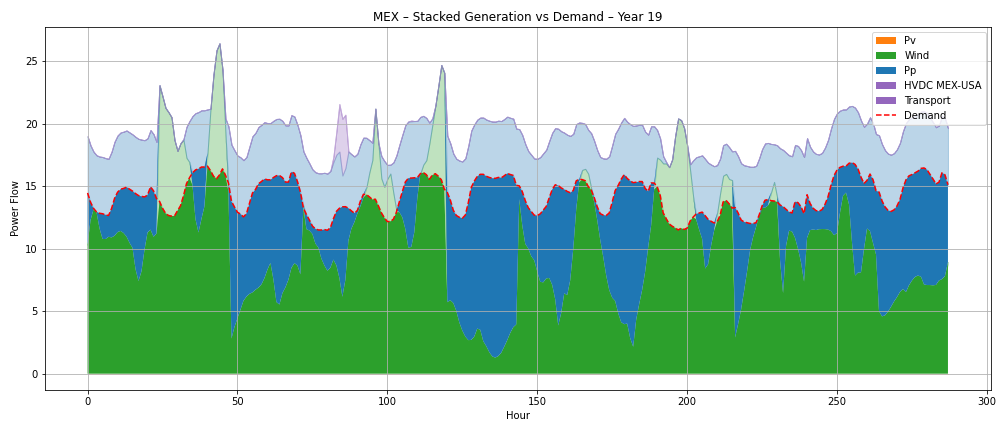 MEX – Stacked Generation vs Demand – Year 19
Pv
Wind
Pp
HVDC MEX-USA
Transport
Demand
Power Flow
25
20
15
10
5
0
0 50 100 150 200 250 300
Hour